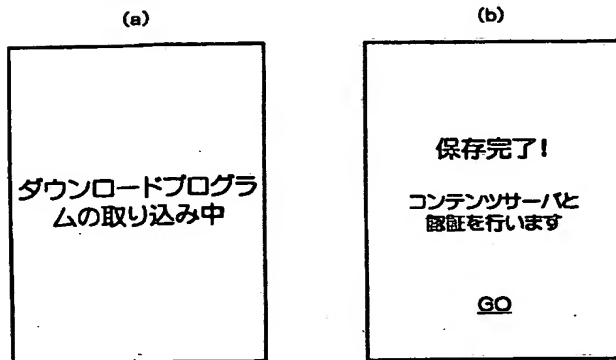 (a)
ダウンロードプログラ
ムの取り込み中
(b)
保存完了!
コンテンツサーバと
認証を行います
GO